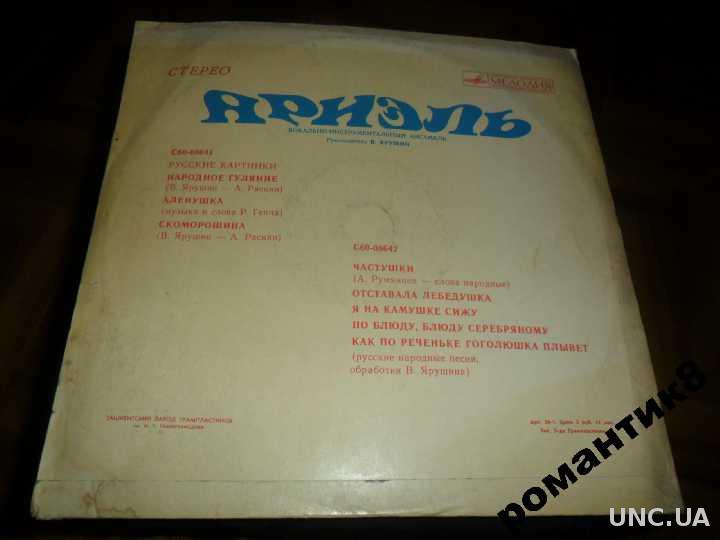 СТЕРЕО
МЕЛОДИЯ
АРИЭЛЬ
ВОКАЛЬНО-ИНСТРУМЕНТАЛЬНЫЙ АНСАМБЛЬ
Руководитель В. ЯРУШИН
С60-08641
РУССКИЕ КАРТИНКИ
НАРОДНОЕ ГУЛЯНИЕ
(В. Ярушин — А. Раскин)
АЛЕНУШКА
(музыка и слова Р. Геппа)
СКОМОРОШИНА
(В. Ярушин — А. Раскин)
С60-08642
ЧАСТУШКИ
(А. Румянцев — слова народные)
ОТСТАВАЛА ЛЕБЕДУШКА
Я НА КАМУШКЕ СИЖУ
ПО БЛЮДУ, БЛЮДУ СЕРЕБРЯНОМУ
КАК ПО РЕЧЕНЬКЕ ГОГОЛЮШКА ПЛЫВЕТ
(русские народные песни,
обработка В. Ярушина)
ТАШКЕНТСКИЙ ЗАВОД ГРАМПЛАСТИНОК
романтик8
UNC.UA